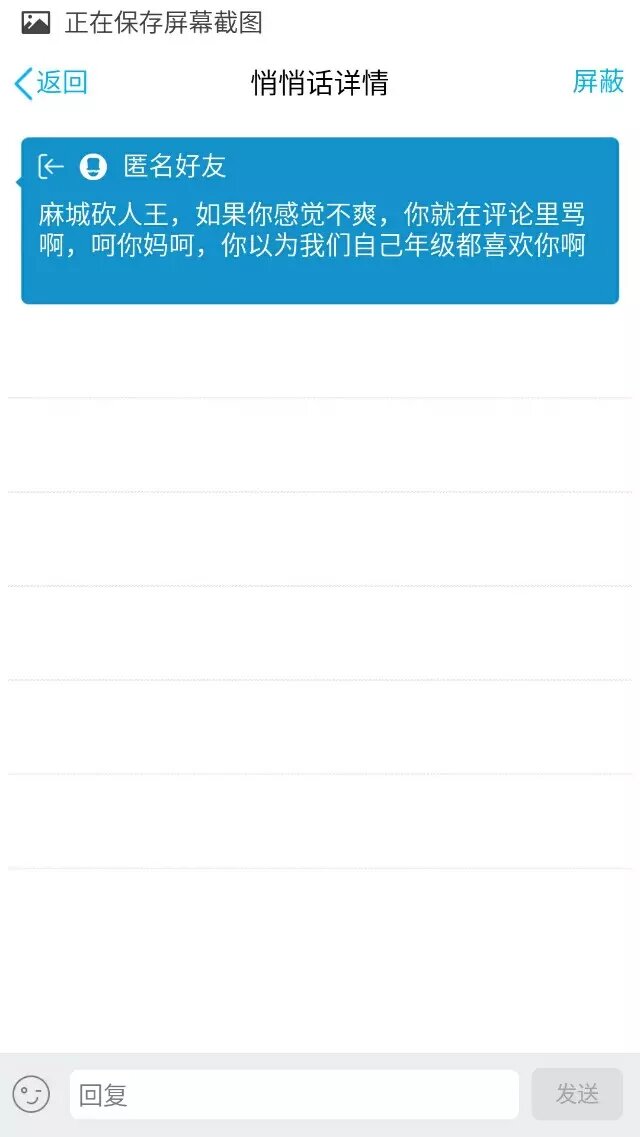 正在保存屏幕截图
返回
悄悄话详情
屏蔽
匿名好友
麻城砍人王，如果你感觉不爽，你就在评论里骂
啊，呵你妈呵，你以为我们自己年级都喜欢你啊
回复
发送